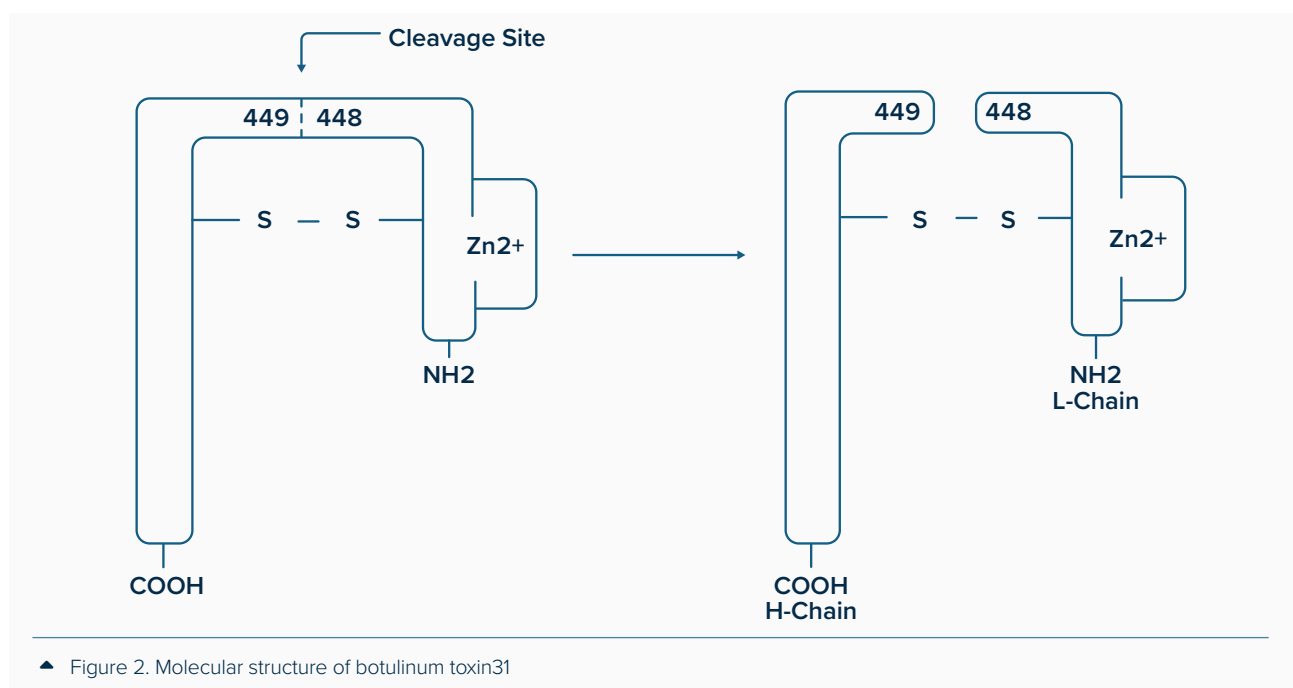 Cleavage Site
449 448
449 448
S — S
S — S
Zn2+
Zn2+
NH2
NH2
L-Chain
COOH
COOH
H-Chain
Figure 2. Molecular structure of botulinum toxin31